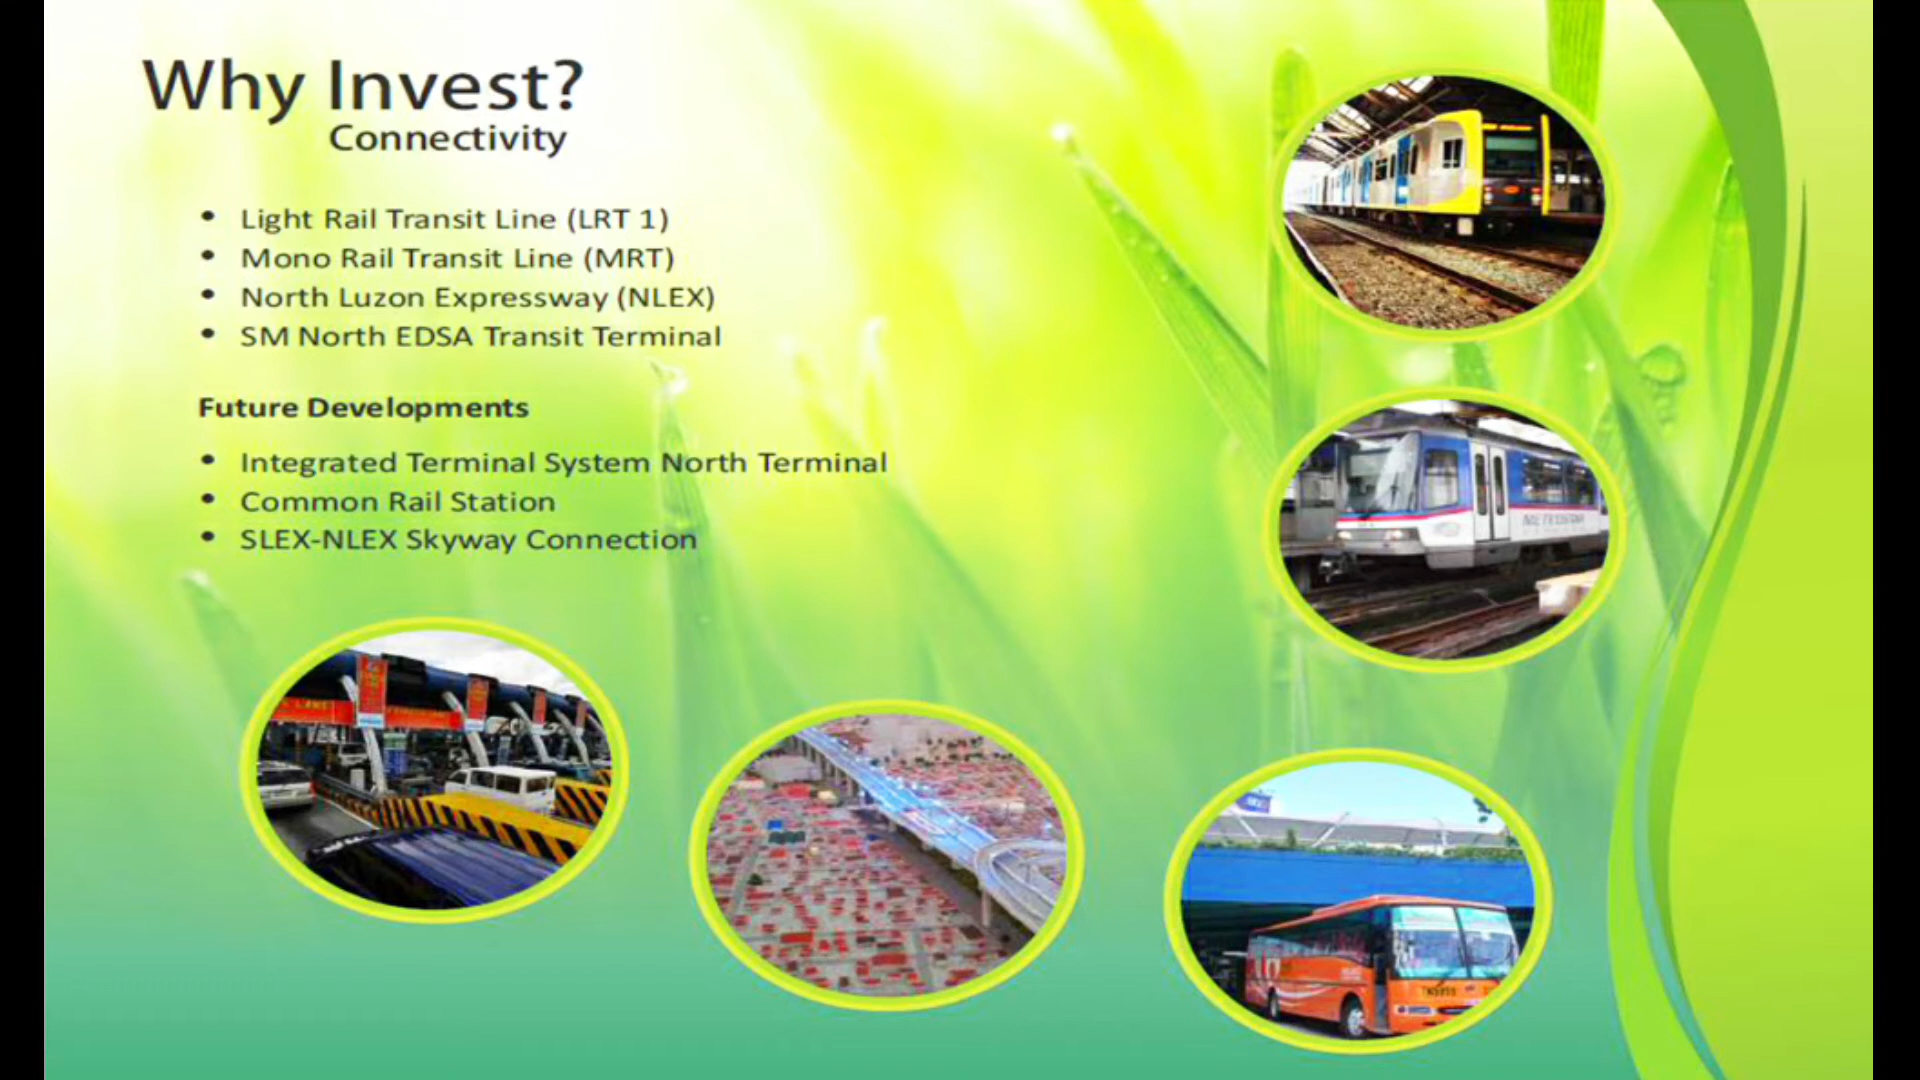 Why Invest?
Connectivity
• Light Rail Transit Line (LRT 1)
• Mono Rail Transit Line (MRT)
• North Luzon Expressway (NLEX)
• SM North EDSA Transit Terminal
Future Developments
• Integrated Terminal System North Terminal
• Common Rail Station
• SLEX-NLEX Skyway Connection